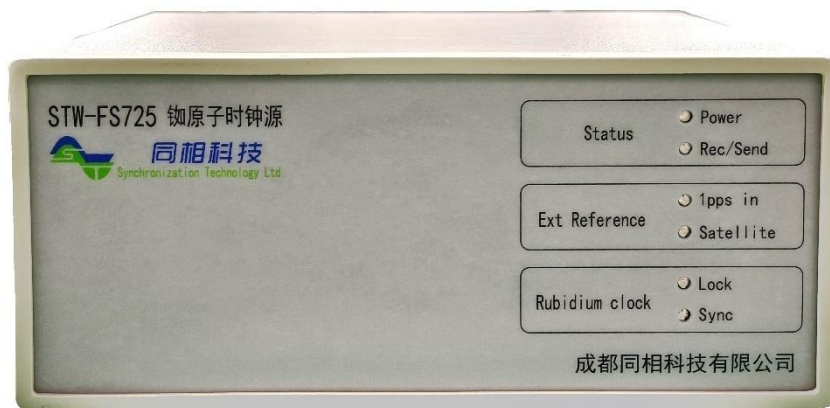 STW-FS725 铷原子时钟源
同相科技
Synchronization Technology Ltd
Status
Power
Rec/Send
Ext Reference
1pps in
Satellite
Rubidium clock
Lock
Sync
成都同相科技有限公司